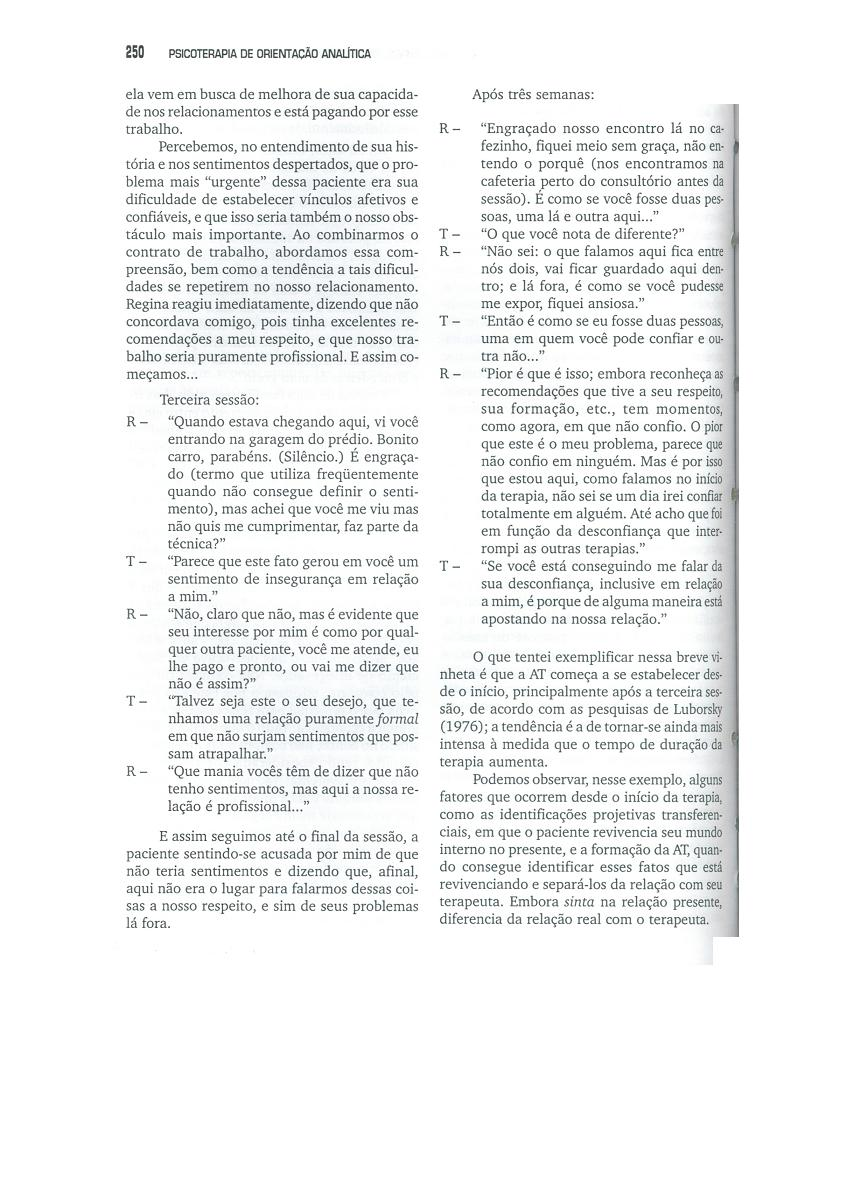 250 PSICOTERAPIA DE ORIENTAÇÃO ANALÍTICA
ela vem em busca de melhora de sua capacida-
de nos relacionamentos e está pagando por esse
trabalho.
Percebemos, no entendimento de sua his-
tória e nos sentimentos despertados, que o pro-
blema mais “urgente” dessa paciente era sua
dificuldade de estabelecer vínculos afetivos e
confiáveis, e que isso seria também o nosso obs-
táculo mais importante. Ao combinarmos o
contrato de trabalho, abordamos essa com-
preensão, bem como a tendência a tais dificul-
dades se repetirem no nosso relacionamento.
Regina reagiu imediatamente, dizendo que não
concordava comigo, pois tinha excelentes re-
comendações a meu respeito, e que nosso tra-
balho seria puramente profissional. E assim co-
meçamos...
Terceira sessão:
R – “Quando estava chegando aqui, vi você
entrando na garagem do prédio. Bonito
carro, parabéns. (Silêncio.) É engraça-
do (termo que utiliza freqüentemente
quando não consegue definir o senti-
mento), mas achei que você me viu mas
não quis me cumprimentar, faz parte da
técnica?”
T – “Parece que este fato gerou em você um
sentimento de insegurança em relação
a mim.”
R – “Não, claro que não, mas é evidente que
seu interesse por mim é como por qual-
quer outra paciente, você me atende, eu
lhe pago e pronto, ou vai me dizer que
não é assim?”
T – “Talvez seja este o seu desejo, que te-
nhamos uma relação puramente formal
em que não surjam sentimentos que pos-
sam atrapalhar.”
R – “Que mania vocês têm de dizer que não
tenho sentimentos, mas aqui a nossa re-
lação é profissional...”
E assim seguimos até o final da sessão, a
paciente sentindo-se acusada por mim de que
não teria sentimentos e dizendo que, afinal,
aqui não era o lugar para falarmos dessas coi-
sas a nosso respeito, e sim de seus problemas
lá fora.
Após três semanas:
R – “Engraçado nosso encontro lá no ca-
fezinho, fiquei meio sem graça, não en-
tendo o porquê (nos encontramos na
cafeteria perto do consultório antes da
sessão). É como se você fosse duas pes-
soas, uma lá e outra aqui...”
T – “O que você nota de diferente?”
R – “Não sei: o que falamos aqui fica entre
nós dois, vai ficar guardado aqui den-
tro; e lá fora, é como se você pudesse
me expor, fiquei ansiosa.”
T – “Então é como se eu fosse duas pessoas,
uma em quem você pode confiar e ou-
tra não...”
R – “Pior é que é isso; embora reconheça as
recomendações que tive a seu respeito,
sua formação, etc., tem momentos,
como agora, em que não confio. O pior
que este é o meu problema, parece que
não confio em ninguém. Mas é por isso
que estou aqui, como falamos no início
da terapia, não sei se um dia irei confiar
totalmente em alguém. Até acho que foi
em função da desconfiança que inter-
rompi as outras terapias.”
T – “Se você está conseguindo me falar da
sua desconfiança, inclusive em relação
a mim, é porque de alguma maneira está
apostando na nossa relação.”
O que tentei exemplificar nessa breve vi-
nheta é que a AT começa a se estabelecer des-
de o início, principalmente após a terceira ses-
são, de acordo com as pesquisas de Luborsky
(1976); a tendência é a de tornar-se ainda mais
intensa à medida que o tempo de duração da
terapia aumenta.
Podemos observar, nesse exemplo, alguns
fatores que ocorrem desde o início da terapia,
como as identificações projetivas transferen-
ciais, em que o paciente revivencia seu mundo
interno no presente, e a formação da AT, quan-
do consegue identificar esses fatos que está
revivenciando e separá-los da relação com seu
terapeuta. Embora sinta na relação presente,
diferencia da relação real com o terapeuta.